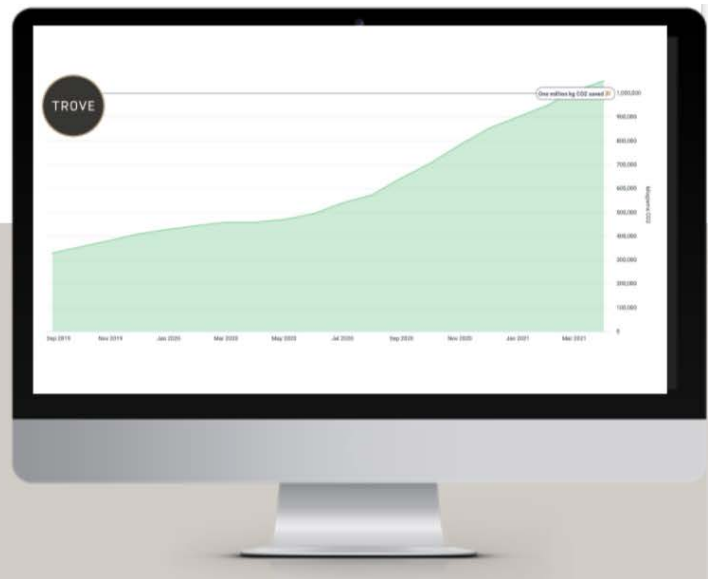 TROVE
One million kg CO2 saved
1,000,000
900,000
800,000
700,000
600,000
500,000
400,000
300,000
200,000
100,000
0
Kilograms CO2
Sep 2019
Nov 2019
Jan 2020
Mar 2020
May 2020
Jul 2020
Sep 2020
Nov 2020
Jan 2021
Mar 2021